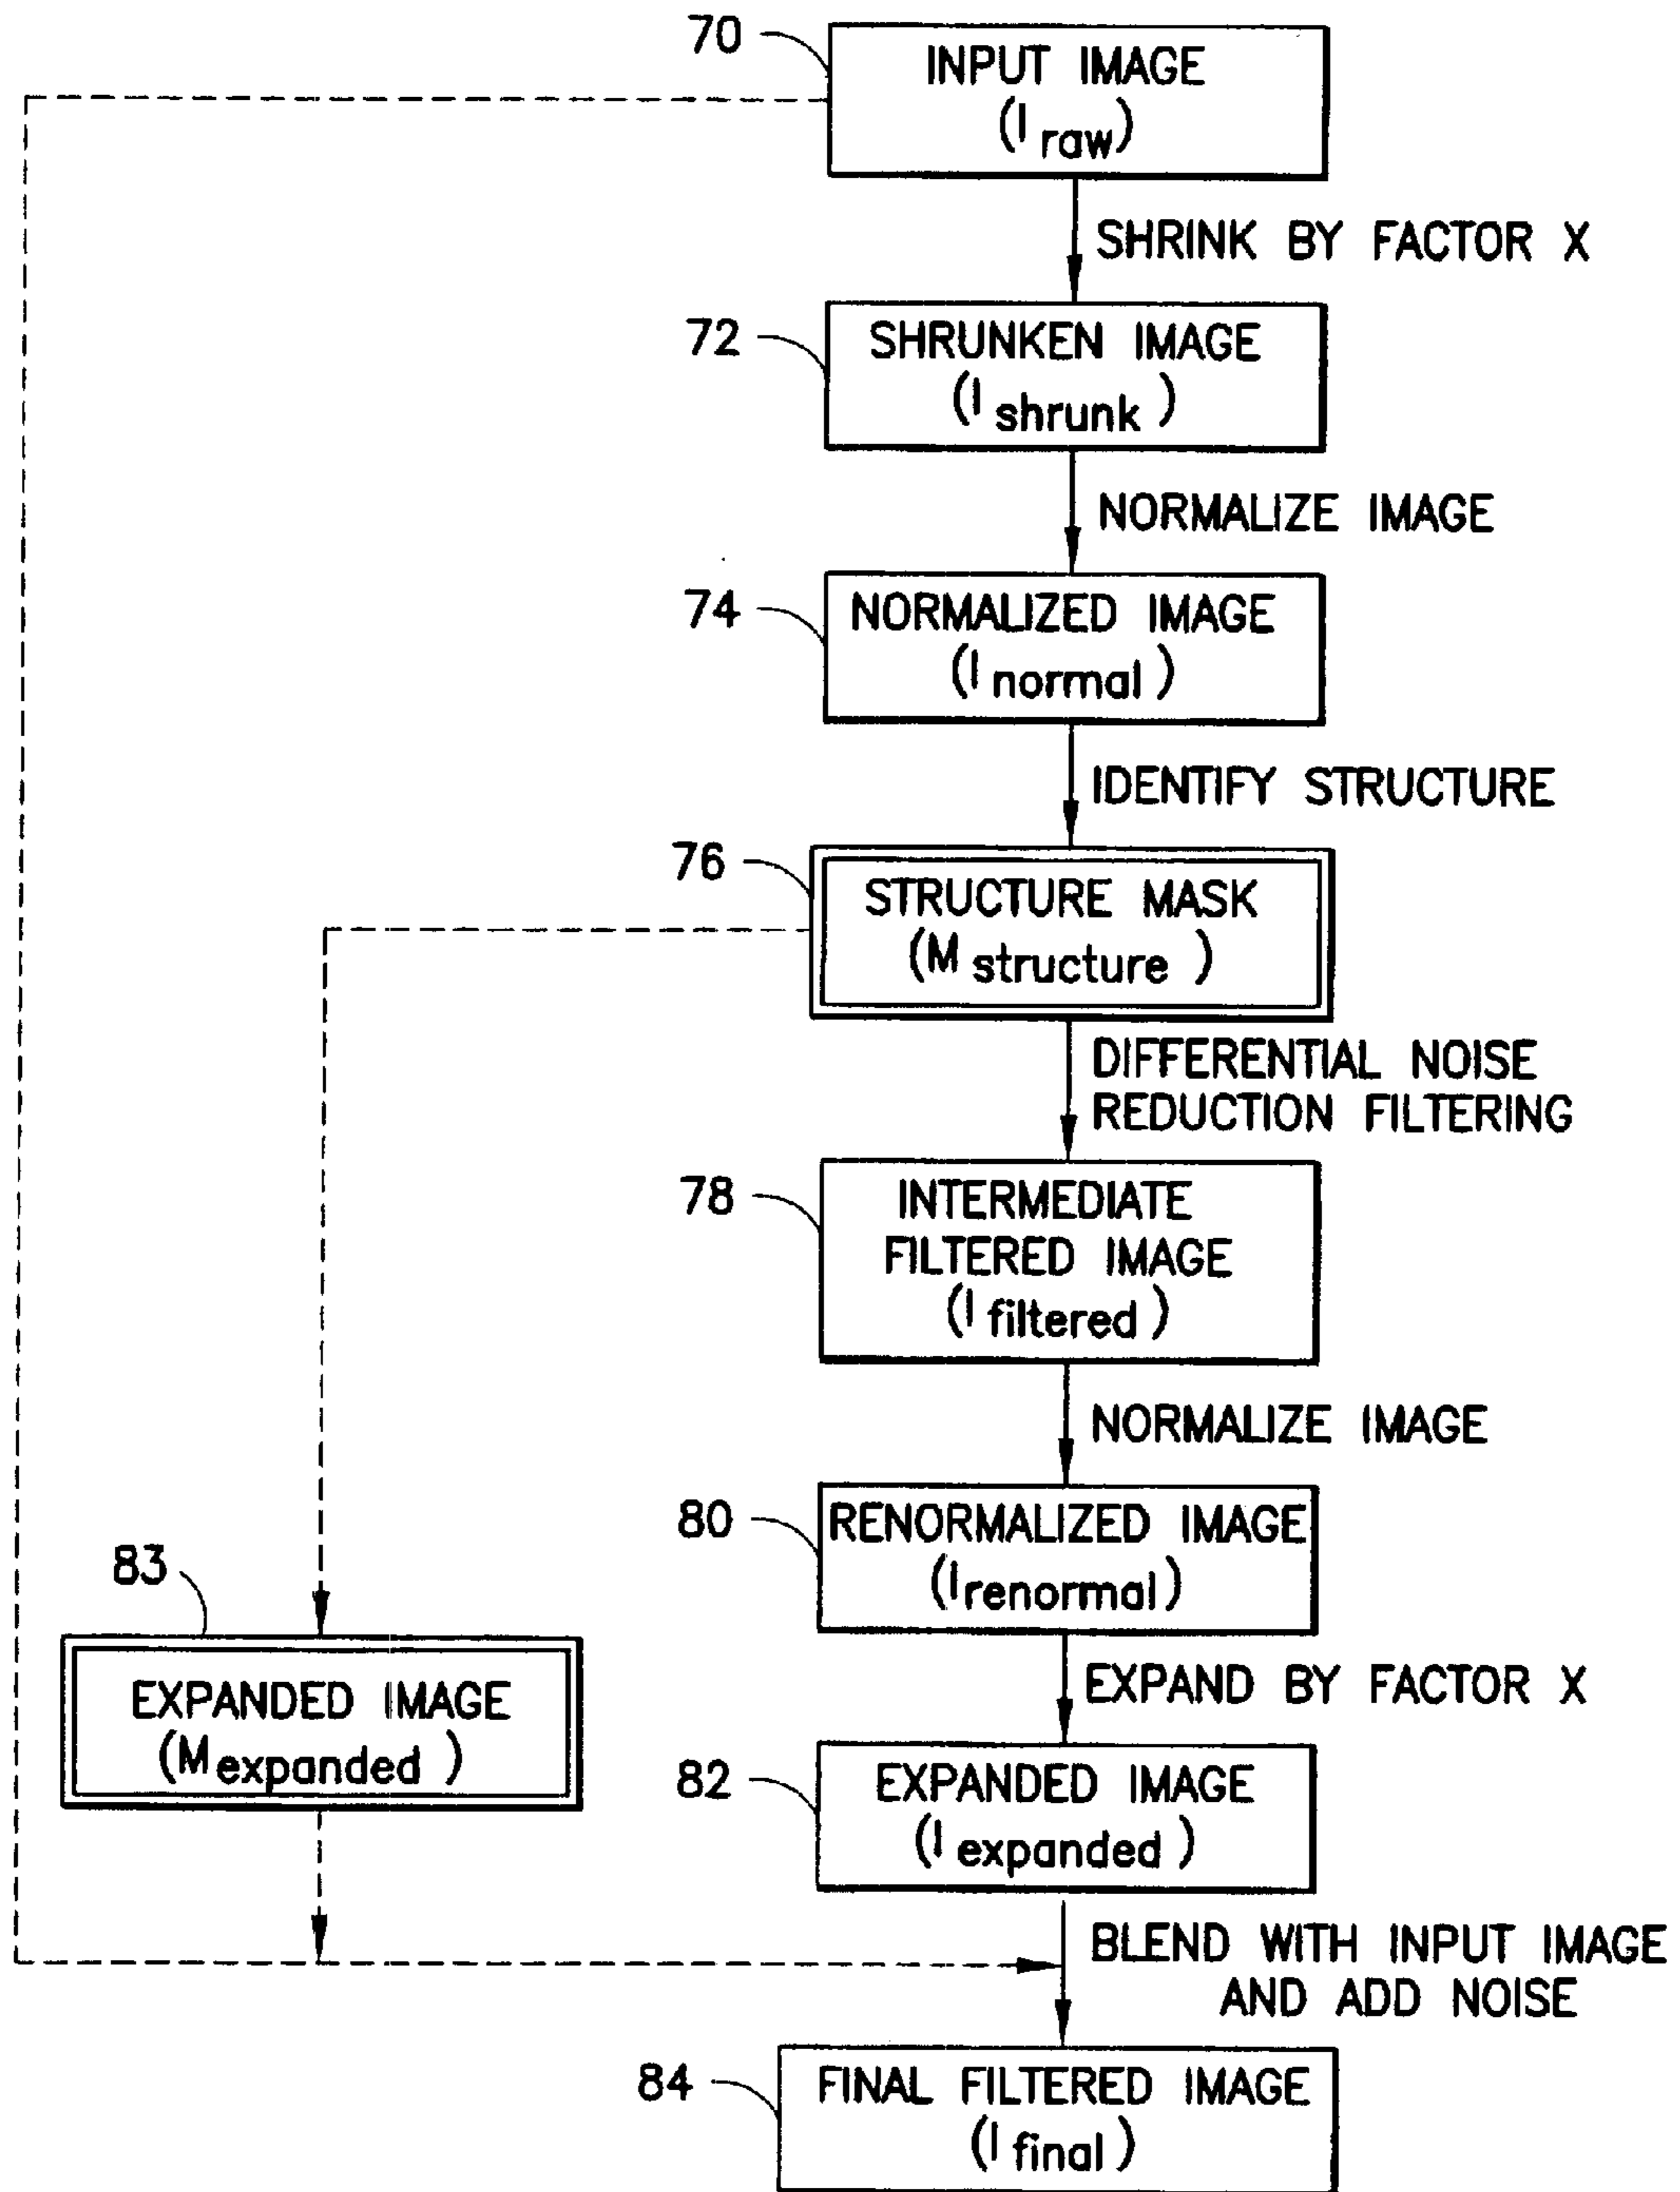 70
INPUT IMAGE
(I raw)
SHRINK BY FACTOR X
72
SHRUNKEN IMAGE
(I shrunk)
NORMALIZE IMAGE
74
NORMALIZED IMAGE
(I normal)
IDENTIFY STRUCTURE
76
STRUCTURE MASK
(M structure)
DIFFERENTIAL NOISE
REDUCTION FILTERING
78
INTERMEDIATE
FILTERED IMAGE
(I filtered)
NORMALIZE IMAGE
80
RENORMALIZED IMAGE
(I renormal)
83
EXPANDED IMAGE
(M expanded)
EXPAND BY FACTOR X
82
EXPANDED IMAGE
(I expanded)
BLEND WITH INPUT IMAGE
AND ADD NOISE
84
FINAL FILTERED IMAGE
(I final)